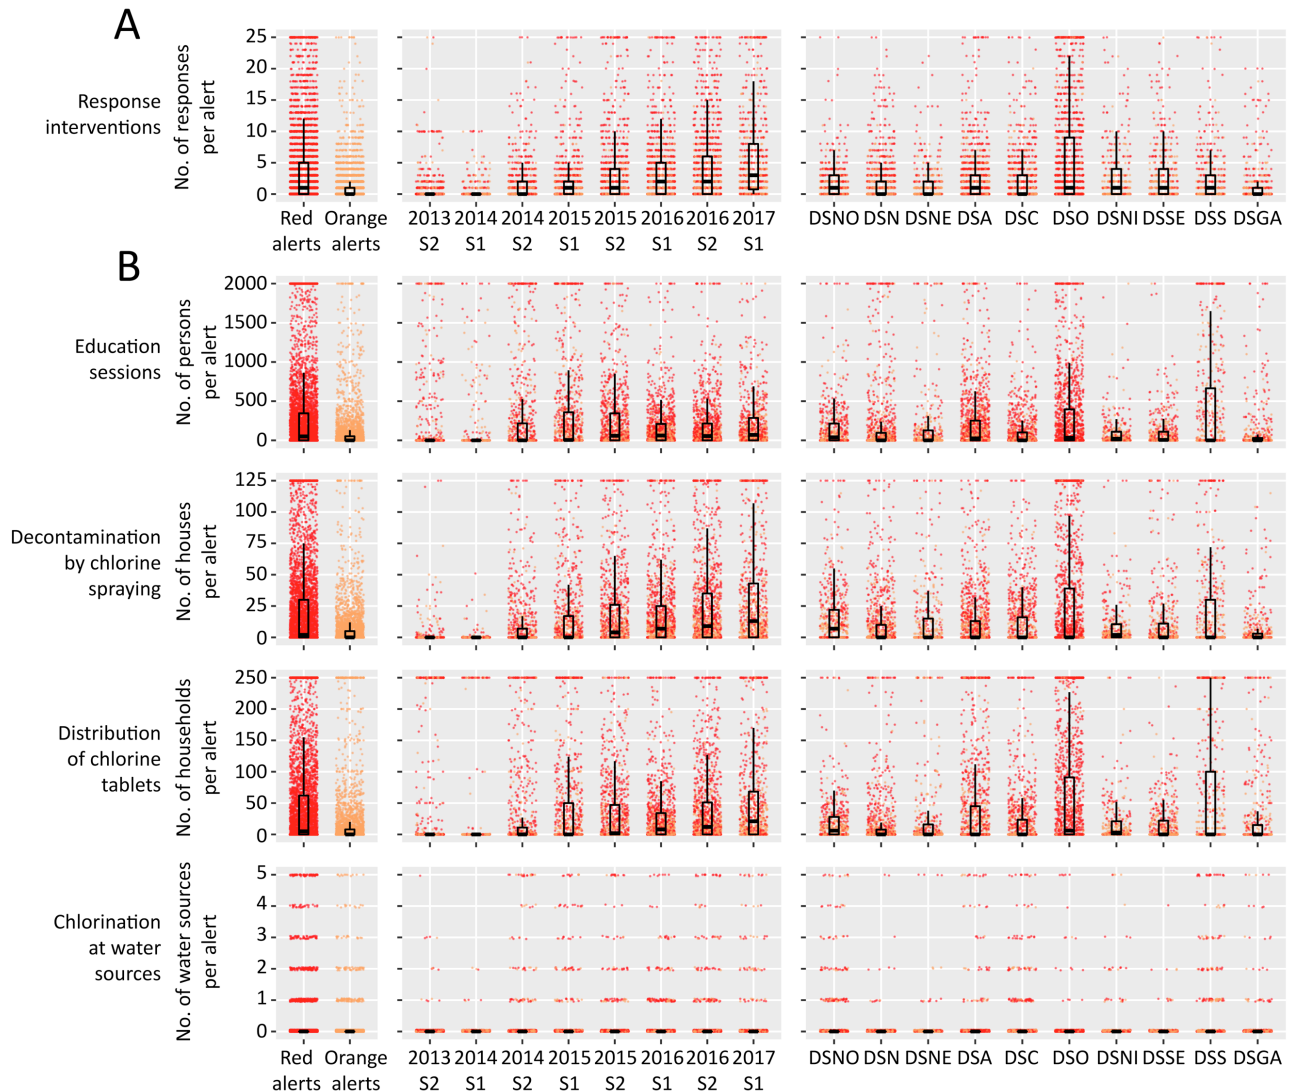 A
Response
interventions
No. of responses
per alert
25
20
15
10
5
0
Red
alerts
Orange
alerts
2013
S2
2014
S1
2014
S2
2015
S1
2015
S2
2016
S1
2016
S2
2017
S1
DSNO DSN DSNE DSA DSC DSO DSNI DSSE DSS DSGA
B
Education
sessions
No. of persons
per alert
2000
1500
1000
500
0
Decontamination
by chlorine
spraying
No. of houses
per alert
125
100
75
50
25
0
Distribution
of chlorine
tablets
No. of households
per alert
250
200
150
100
50
0
Chlorination
at water
sources
No. of water sources
per alert
5
4
3
2
1
0
Red
alerts
Orange
alerts
2013
S2
2014
S1
2014
S2
2015
S1
2015
S2
2016
S1
2016
S2
2017
S1
DSNO DSN DSNE DSA DSC DSO DSNI DSSE DSS DSGA